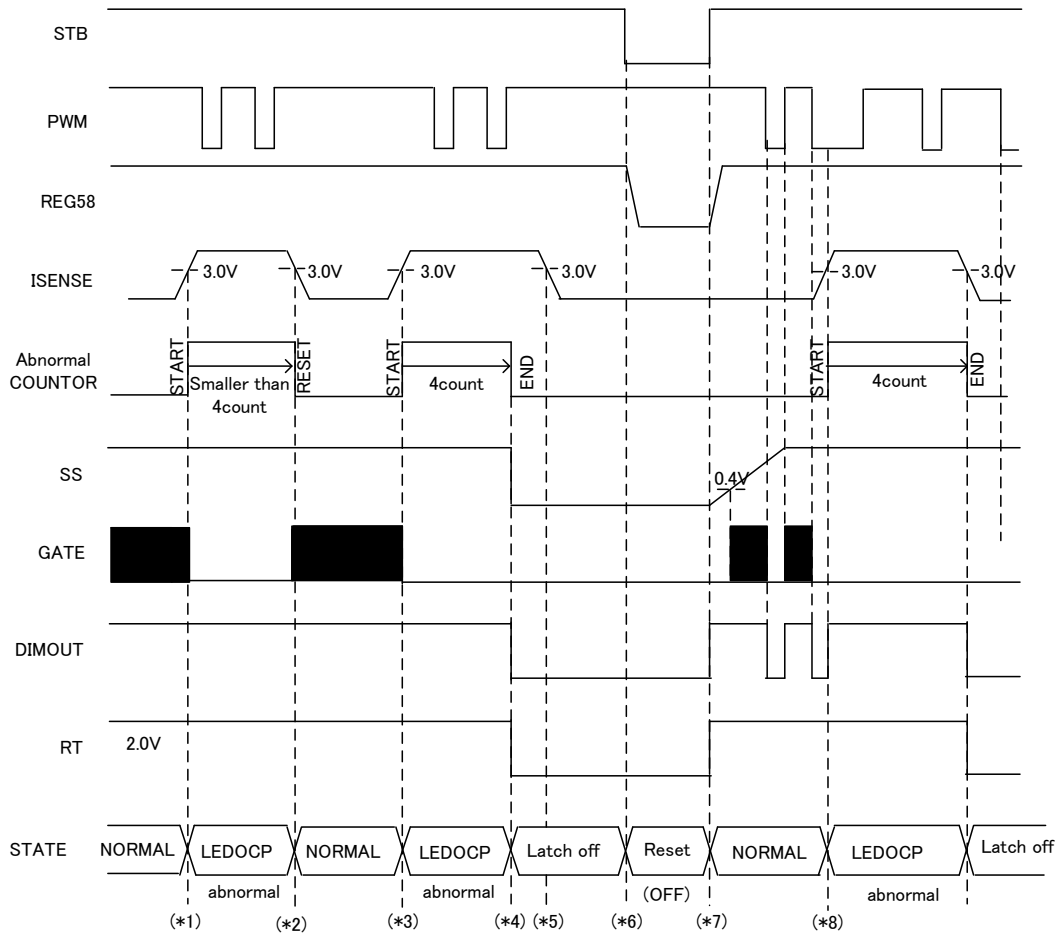 STB
PWM
REG58
ISENSE
3.0V
3.0V
3.0V
3.0V
3.0V
3.0V
Abnormal
COUNTOR
START
Smaller than
4count
RESET
START
4count
END
START
4count
END
SS
0.4V
GATE
DIMOUT
RT
2.0V
STATE
NORMAL
LEDOCP
NORMAL
LEDOCP
Latch off
Reset
NORMAL
LEDOCP
Latch off
abnormal
abnormal
(OFF)
abnormal
(*1)
(*2)
(*3)
(*4)
(*5)
(*6)
(*7)
(*8)